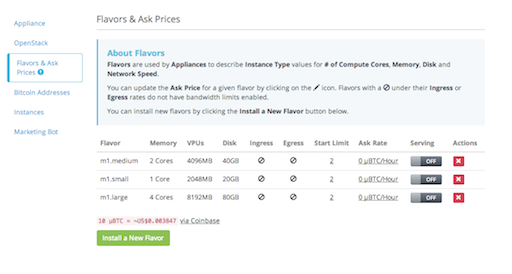 Flavors & Ask Prices
Appliance
OpenStack
Flavors & Ask
Prices
Bitcoin Addresses
Instances
Marketing Bot
About Flavors
Flavors are used by Appliances to describe Instance Type values for # of Compute Cores, Memory, Disk and
Network Speed.
You can update the Ask Price for a given flavor by clicking on the icon. Flavors with a ⊘ under their Ingress or
Egress rates do not have bandwidth limits enabled.
You can install new flavors by clicking the Install a New Flavor button below.
Flavor Memory VPUs Disk Ingress Egress Start Limit Ask Rate Serving Actions
m1.medium 2 Cores 4096MB 40GB ⊘ ⊘ 2 0 µBTC/Hour OFF
m1.small 1 Core 2048MB 20GB ⊘ ⊘ 2 0 µBTC/Hour OFF
m1.large 4 Cores 8192MB 80GB ⊘ ⊘ 2 0 µBTC/Hour OFF
10 µBTC = ~US$0.003847 via Coinbase
Install a New Flavor